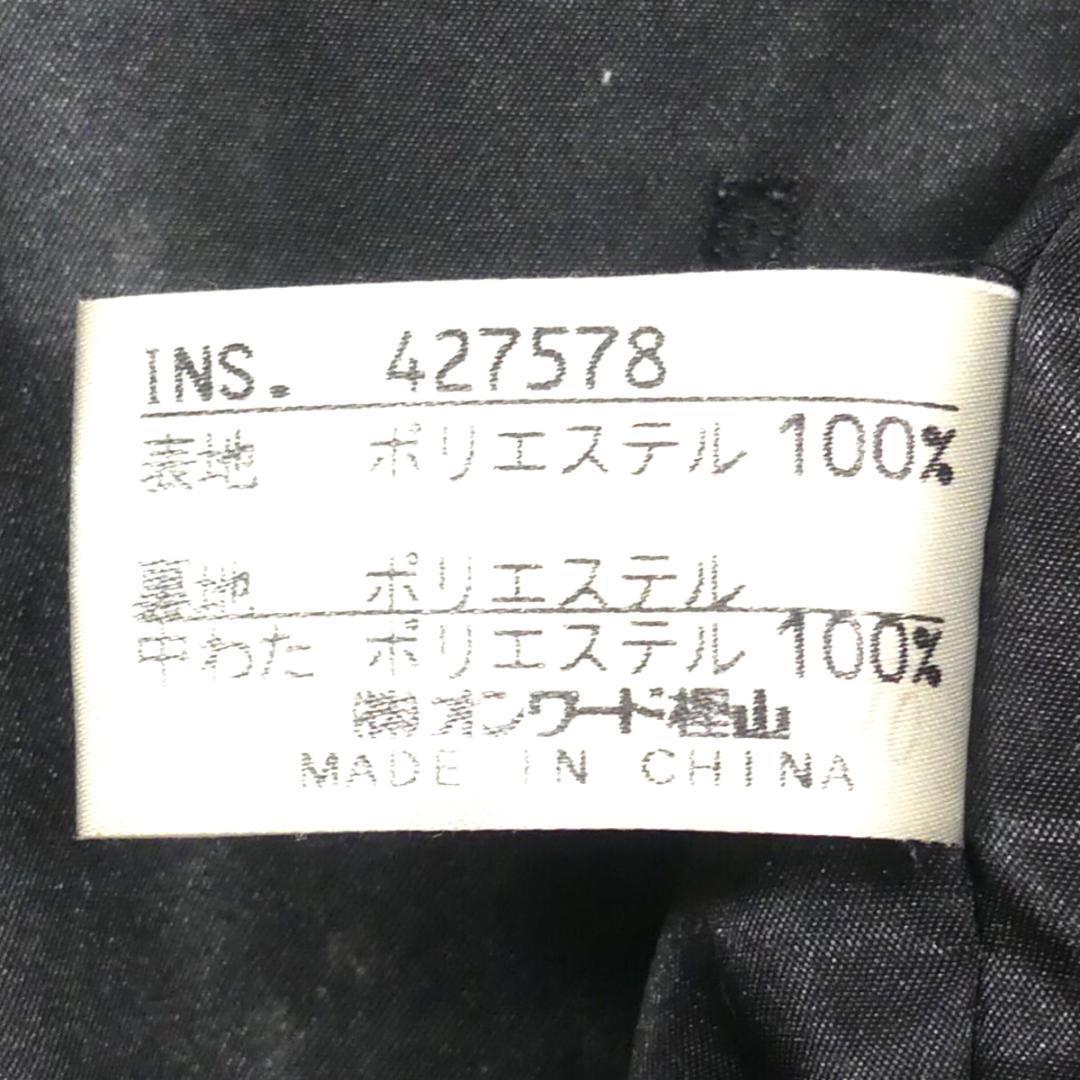 INS. 427578
表地 ポリエステル 100%
裏地 ポリエステル
中わた ポリエステル 100%
㈱オンワード樫山
MADE IN CHINA